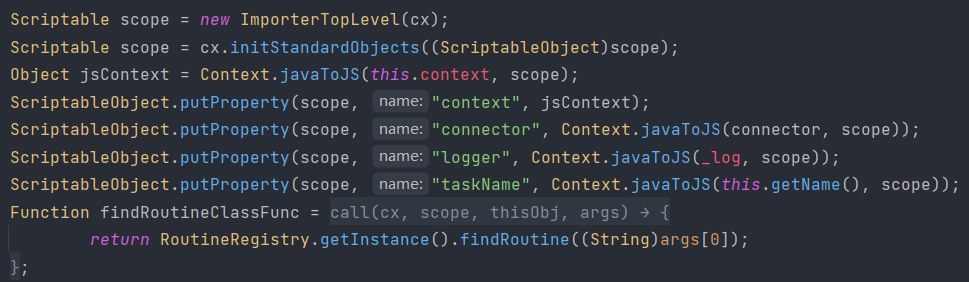 Scriptable scope = new ImporterTopLevel(cx);
Scriptable scope = cx.initStandardObjects((ScriptableObject)scope);
Object jsContext = Context.javaToJS(this.context, scope);
ScriptableObject.putProperty(scope, name: "context", jsContext);
ScriptableObject.putProperty(scope, name: "connector", Context.javaToJS(connector, scope));
ScriptableObject.putProperty(scope, name: "logger", Context.javaToJS(_log, scope));
ScriptableObject.putProperty(scope, name: "taskName", Context.javaToJS(this.getName(), scope));
Function findRoutineClassFunc = call(cx, scope, thisObj, args) → {
return RoutineRegistry.getInstance().findRoutine((String)args[0]);
};